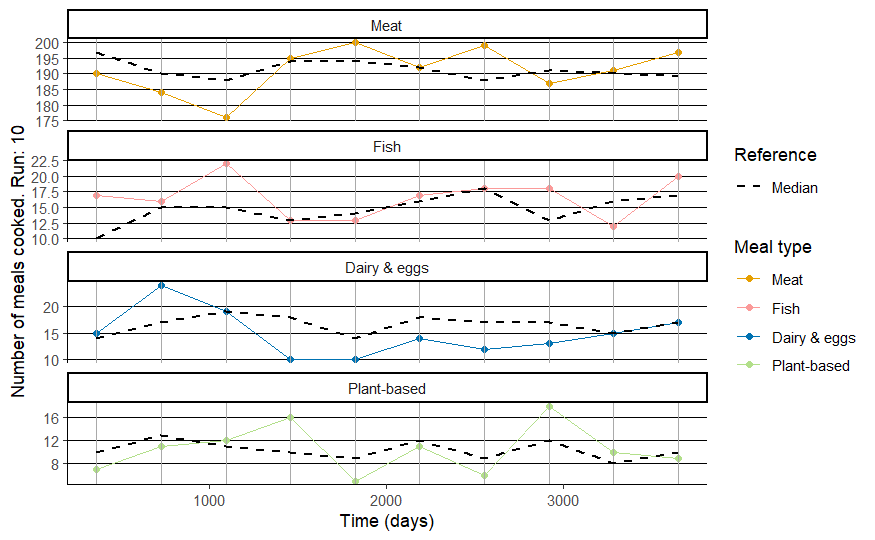 Meat
200
195
190
185
180
175
Fish
22.5
20.0
17.5
15.0
12.5
10.0
Dairy & eggs
20
15
10
Plant-based
16
12
8
1000 2000 3000
Time (days)
Number of meals cooked. Run: 10
Reference
Median
Meal type
Meat
Fish
Dairy & eggs
Plant-based